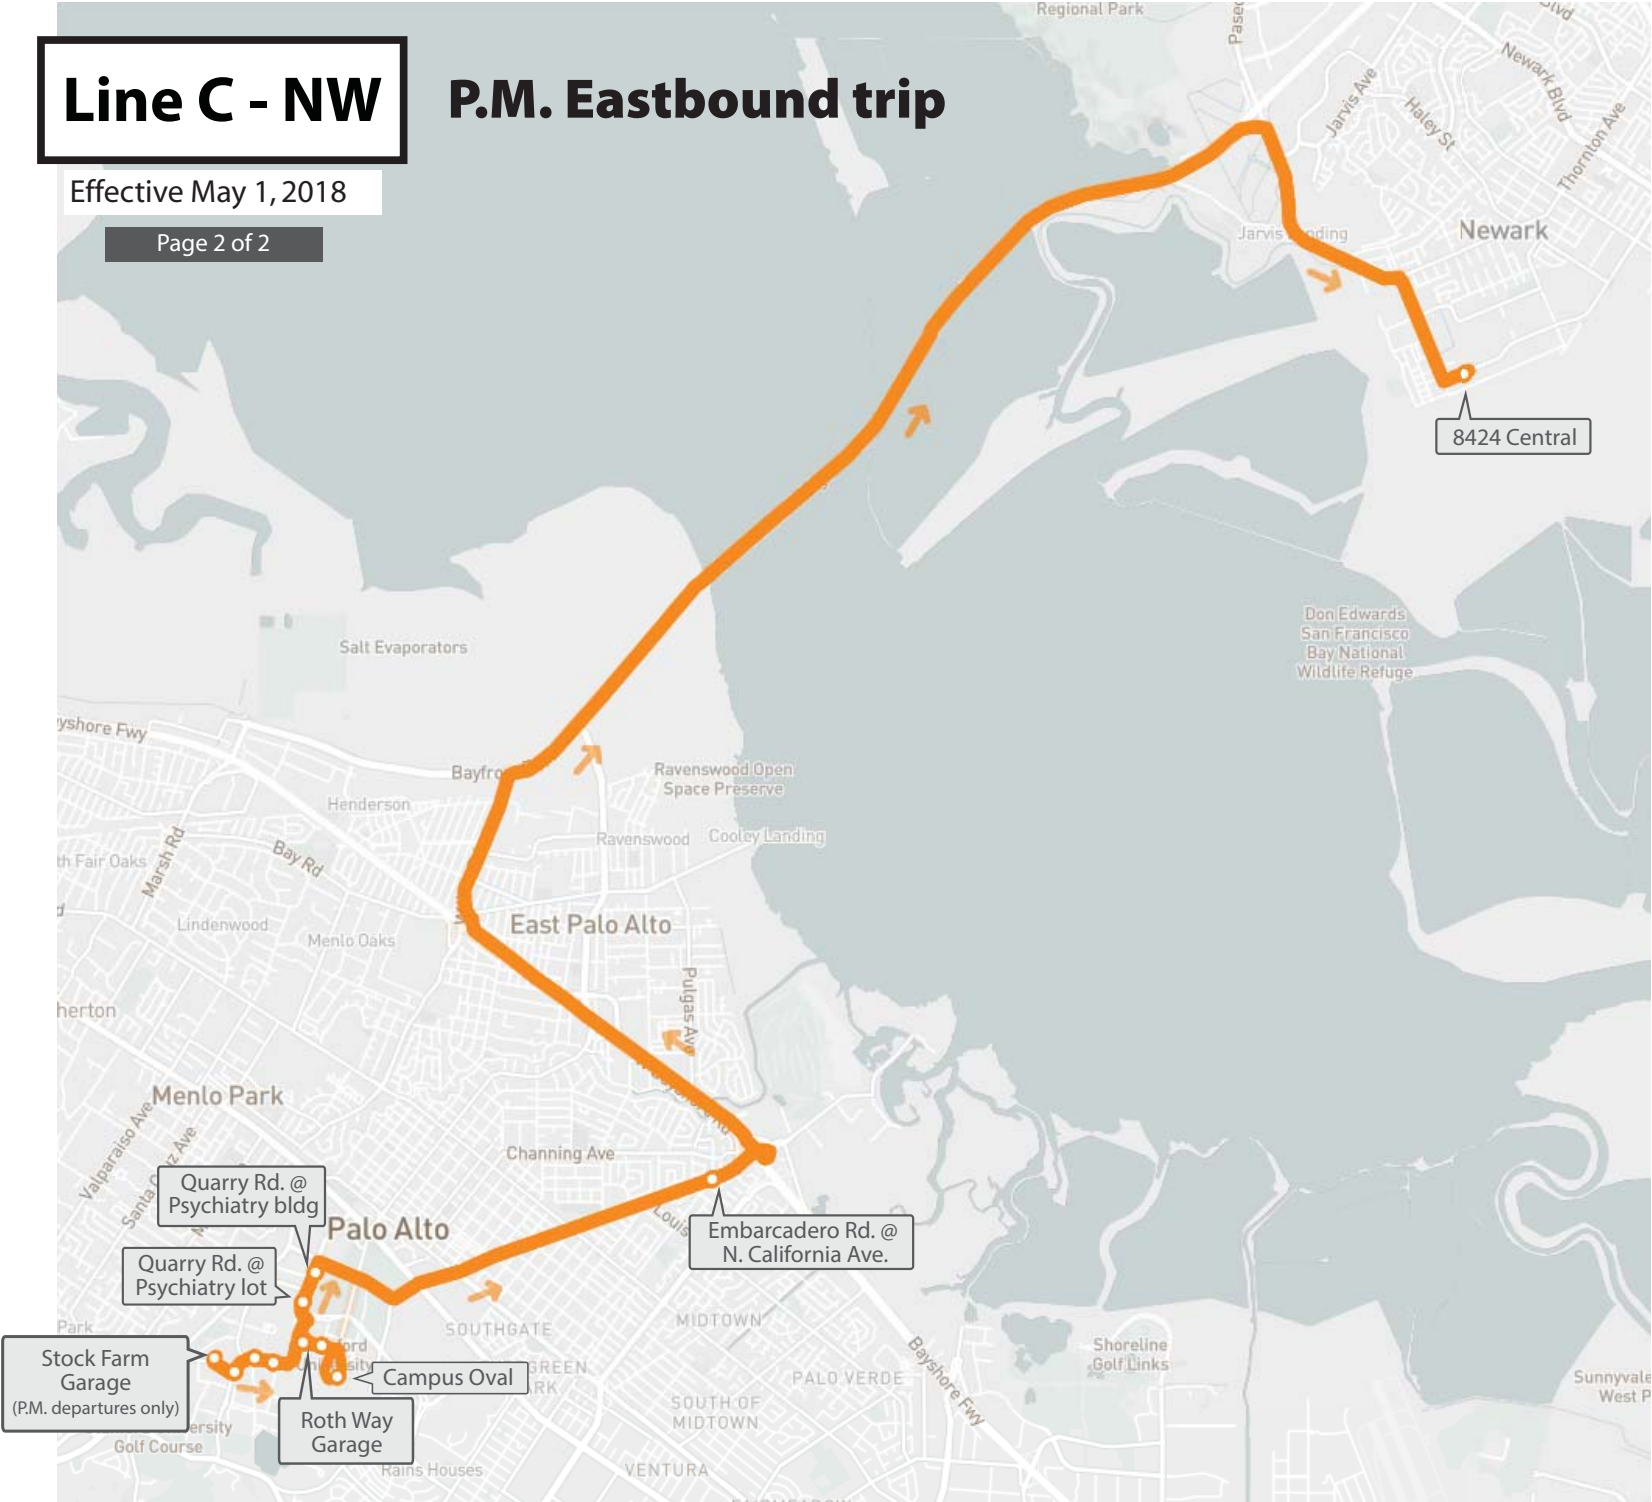 Line C - NW
P.M. Eastbound trip
Effective May 1, 2018
Page 2 of 2
Regional Park
Jarvis Ave
Haley St
Newark Blvd
Thornton Ave
Newark
8424 Central
Don Edwards
San Francisco
Bay National
Wildlife Refuge
Salt Evaporators
Henderson
Ravenswood Open
Space Preserve
Ravenswood
Cooley Landing
Marsh Rd
Bay Rd
Lindenwood
Menlo Oaks
East Palo Alto
Pulgas Ave
Menlo Park
Valparaiso Ave
Channing Ave
Quarry Rd. @
Psychiatry bldg
Palo Alto
Quarry Rd. @
Psychiatry lot
Embarcadero Rd. @
N. California Ave.
Park
SOUTHGATE
MIDTOWN
Stock Farm
Garage
(P.M. departures only)
Campus Oval
Roth Way
Garage
PALO VERDE
SOUTH OF
MIDTOWN
Bayshore Fwy
Shoreline
Golf Links
Sunnyvale
Golf Course
Rains Houses
VENTURA